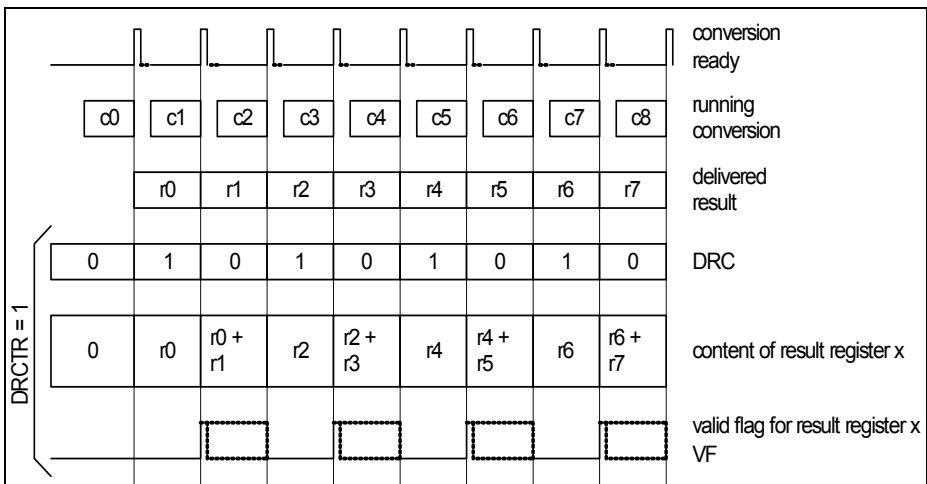 conversion
ready
c0 c1 c2 c3 c4 c5 c6 c7 c8
running
conversion
r0 r1 r2 r3 r4 r5 r6 r7
delivered
result
DRCTR = 1
0 1 0 1 0 1 0 1 0
DRC
0 r0 r0 + r1 r2 r2 + r3 r4 r4 + r5 r6 r6 + r7
content of result register x
valid flag for result register x
VF